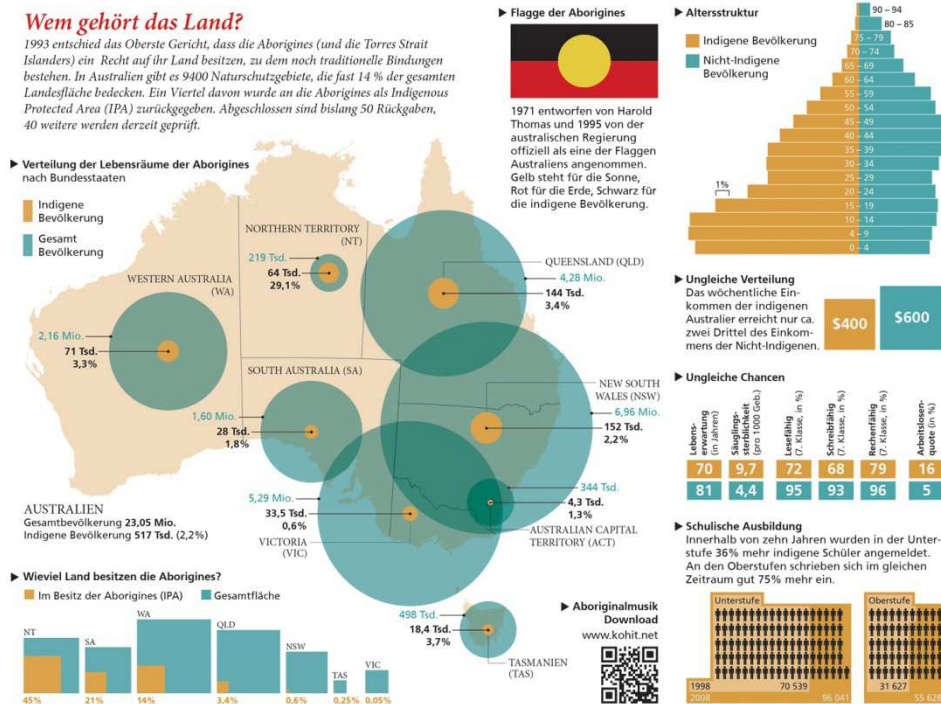 Wem gehört das Land?
1993 entschied das Oberste Gericht, dass die Aborigines (und die Torres Strait
Islanders) ein Recht auf ihr Land besitzen, zu dem noch traditionelle Bindungen
bestehen. In Australien gibt es 9400 Naturschutzgebiete, die fast 14 % der gesamten
Landesfläche bedecken. Ein Viertel davon wurde an die Aborigines als Indigenous
Protected Area (IPA) zurückgegeben. Abgeschlossen sind bislang 50 Rückgaben,
40 weitere werden derzeit geprüft.
Verteilung der Lebensräume der Aborigines
nach Bundesstaaten
Indigene
Bevölkerung
Gesamt
Bevölkerung
NORTHERN TERRITORY
(NT)
219 Tsd.
64 Tsd.
29,1%
WESTERN AUSTRALIA
(WA)
2,16 Mio.
71 Tsd.
3,3%
QUEENSLAND (QLD)
4,28 Mio.
144 Tsd.
3,4%
SOUTH AUSTRALIA (SA)
1,60 Mio.
28 Tsd.
1,8%
NEW SOUTH
WALES (NSW)
6,96 Mio.
152 Tsd.
2,2%
5,29 Mio.
33,5 Tsd.
0,6%
VICTORIA
(VIC)
344 Tsd.
4,3 Tsd.
1,3%
AUSTRALIAN CAPITAL
TERRITORY (ACT)
498 Tsd.
18,4 Tsd.
3,7%
TASMANIEN
(TAS)
AUSTRALIEN
Gesamtbevölkerung 23,05 Mio.
Indigene Bevölkerung 517 Tsd. (2,2%)
Wieviel Land besitzen die Aborigines?
Im Besitz der Aborigines (IPA)
Gesamtfläche
NT
SA
WA
QLD
NSW
TAS
VIC
45%
21%
14%
3.4%
0.6%
0.25%
0.05%
Aboriginalmusik
Download
www.kohit.net
Flagge der Aborigines
1971 entworfen von Harold
Thomas und 1995 von der
australischen Regierung
offiziell als eine der Flaggen
Australiens angenommen.
Gelb steht für die Sonne,
Rot für die Erde, Schwarz für
die indigene Bevölkerung.
Altersstruktur
Indigene Bevölkerung
Nicht-Indigene
Bevölkerung
1%
90 – 94
80 – 85
75 – 79
70 – 74
65 – 69
60 – 64
55 – 59
50 – 54
45 – 49
40 – 44
35 – 39
30 – 34
25 – 29
20 – 24
15 – 19
10 – 14
4 – 9
0 – 4
Ungleiche Verteilung
Das wöchentliche Ein-
kommen der indigenen
Australier erreicht nur ca.
zwei Drittel des Einkom-
mens der Nicht-Indigenen.
$400
$600
Ungleiche Chancen
Lebens-
erwartung
(in Jahren)
Säuglings-
sterblichkeit
(pro 1000 Geb.)
Lesefähig
(7. Klasse, in %)
Schreibfähig
(7. Klasse, in %)
Rechenfähig
(7. Klasse, in %)
Arbeitslosen-
quote (in %)
70 9,7 72 68 79 16
81 4,4 95 93 96 5
Schulische Ausbildung
Innerhalb von zehn Jahren wurden in der Unter-
stufe 36% mehr indigene Schüler angemeldet.
An den Oberstufen schrieben sich im gleichen
Zeitraum gut 75% mehr ein.
Unterstufe
1998
70 539
2008
96 041
Oberstufe
31 627
55 628